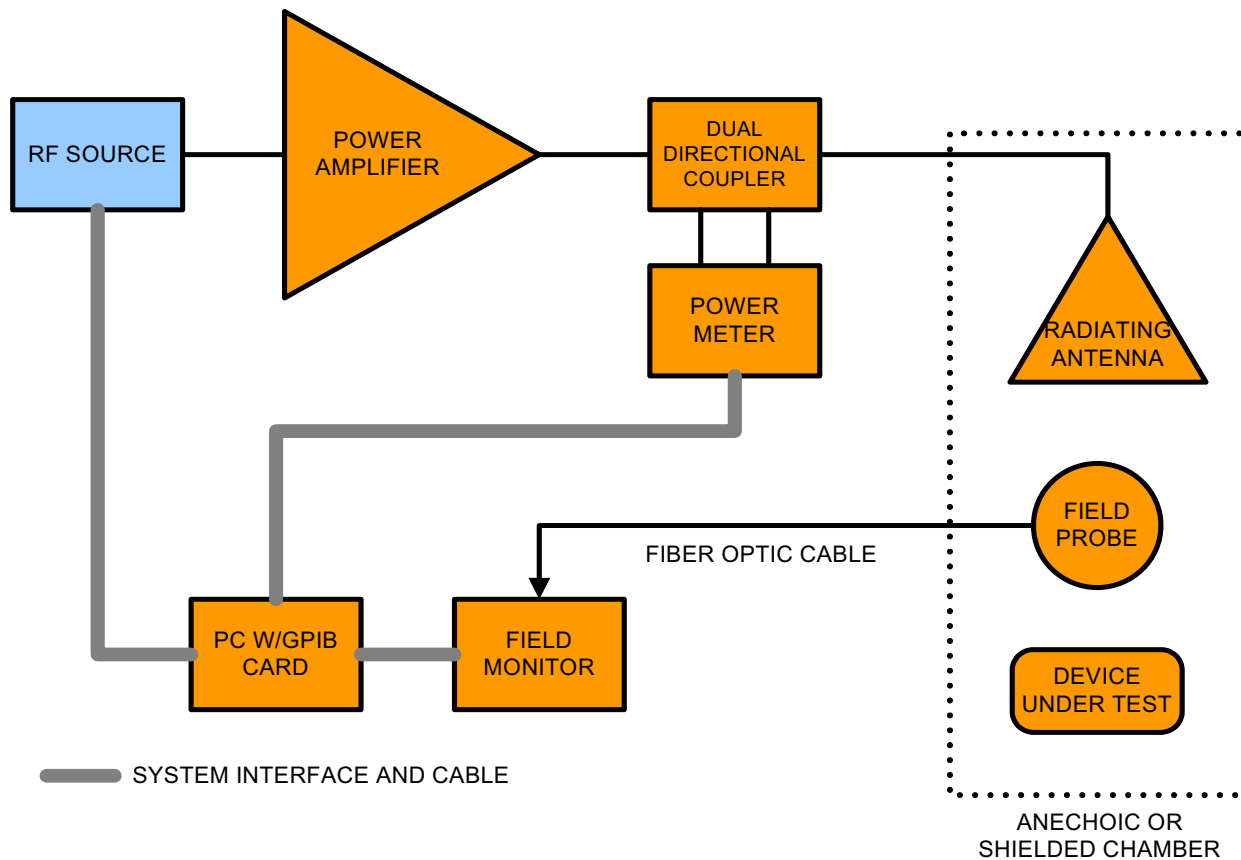 RF SOURCE
POWER
AMPLIFIER
DUAL
DIRECTIONAL
COUPLER
POWER
METER
RADIATING
ANTENNA
FIELD
PROBE
FIBER OPTIC CABLE
PC W/GPIB
CARD
FIELD
MONITOR
DEVICE
UNDER TEST
SYSTEM INTERFACE AND CABLE
ANECHOIC OR
SHIELDED CHAMBER